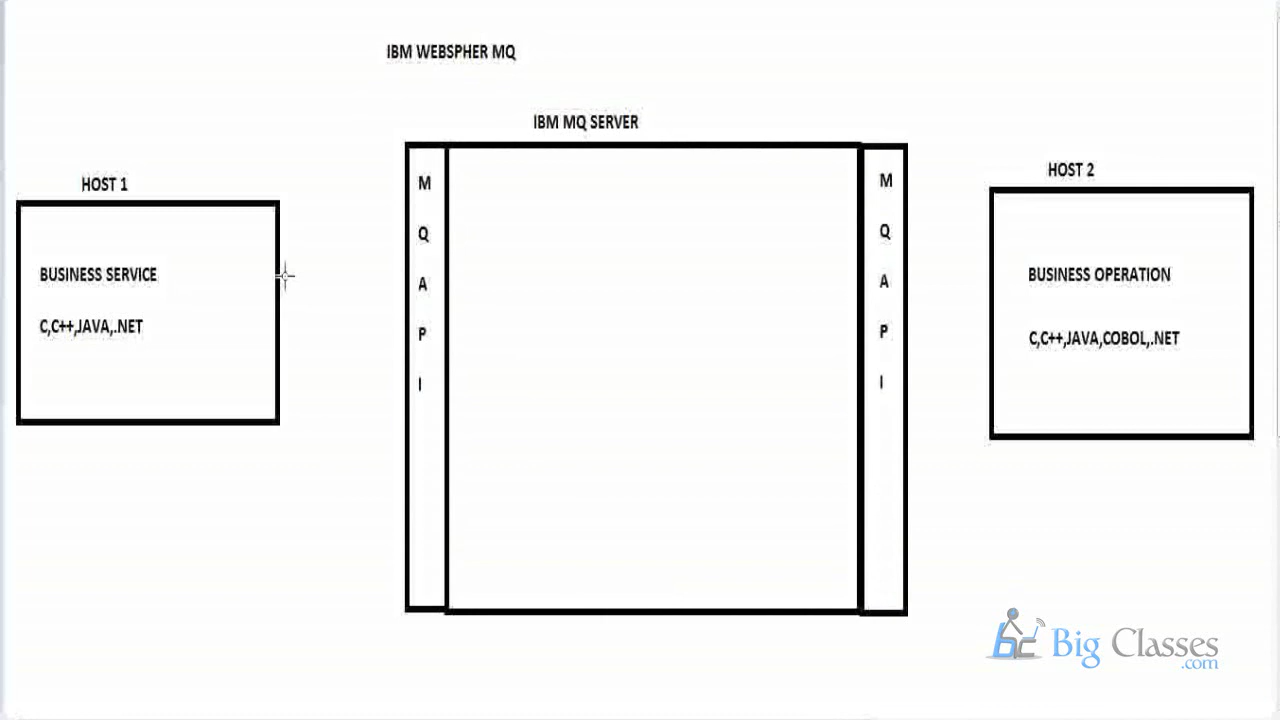 IBM WEBSPHER MQ
IBM MQ SERVER
HOST 1
BUSINESS SERVICE
C,C++,JAVA,.NET
M
Q
A
P
I
M
Q
A
P
I
HOST 2
BUSINESS OPERATION
C,C++,JAVA,COBOL,.NET
bc Big Classes
.com